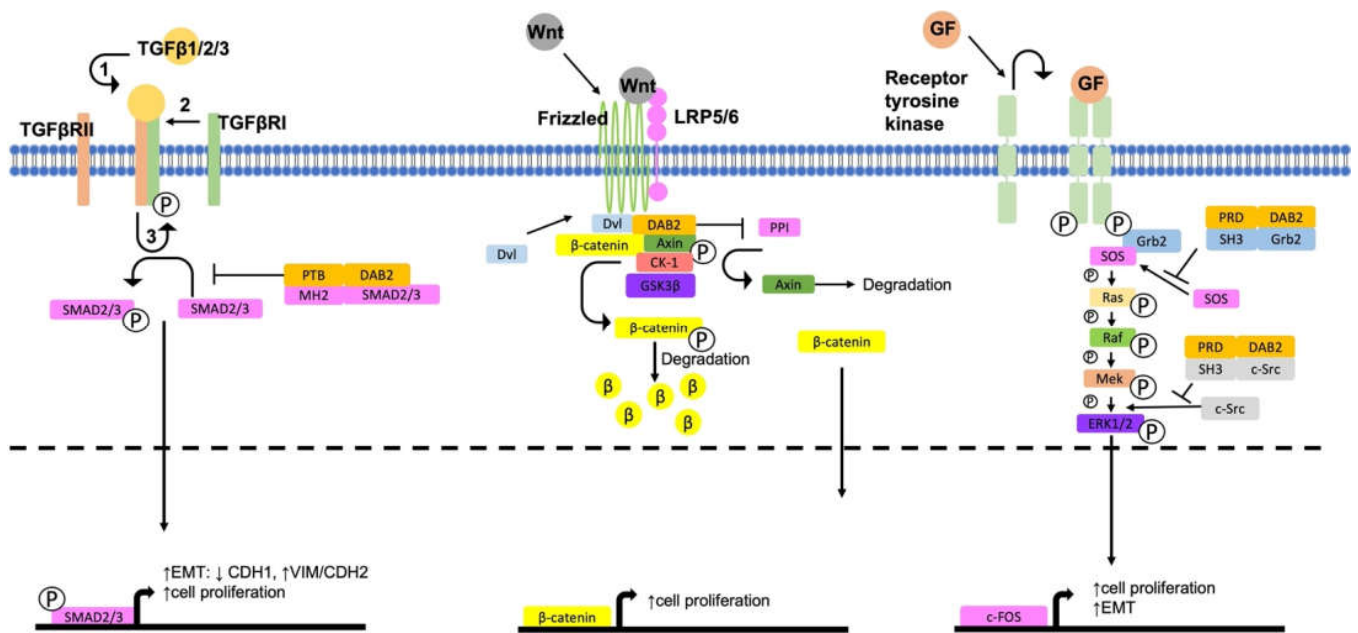 TGFβ1/2/3
1
2
TGFβRII
TGFβRI
P
3
PTB
DAB2
MH2
SMAD2/3
SMAD2/3
P
SMAD2/3
↑EMT: ↓ CDH1, ↑VIM/CDH2
↑cell proliferation
P
SMAD2/3
Wnt
Wnt
Frizzled
LRP5/6
Dvl
DAB2
PPI
β-catenin
Axin
P
Dvl
CK-1
GSK3β
Axin
Degradation
β-catenin
P
β-catenin
Degradation
β
β
β
β
β
↑cell proliferation
β-catenin
GF
GF
Receptor
tyrosine
kinase
P
P
PRD
DAB2
Grb2
SH3
Grb2
SOS
P
SOS
Ras
P
P
Raf
P
PRD
DAB2
P
SH3
c-Src
Mek
P
P
c-Src
ERK1/2
P
↑cell proliferation
↑EMT
c-FOS